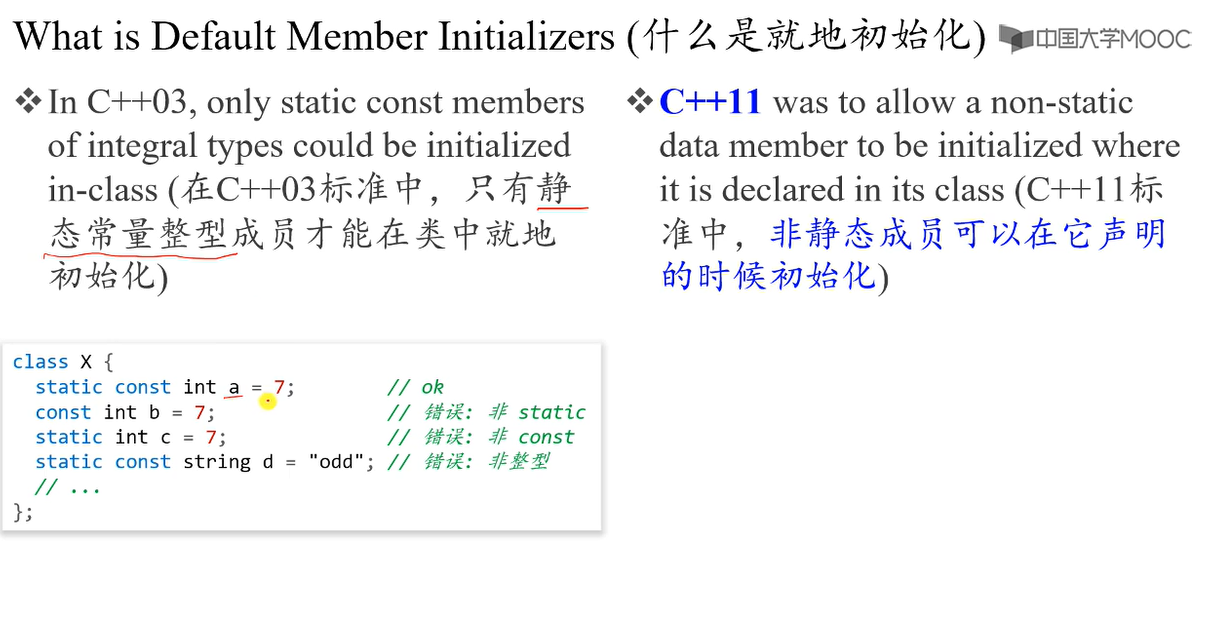 What is Default Member Initializers (什么是就地初始化)
中国大学MOOC
❖In C++03, only static const members
of integral types could be initialized
in-class (在C++03标准中，只有静
态常量整型成员才能在类中就地
初始化)
❖C++11 was to allow a non-static
data member to be initialized where
it is declared in its class (C++11标
准中，非静态成员可以在它声明
的时候初始化)
class X {
  static const int a = 7;        // ok
  const int b = 7;               // 错误: 非 static
  static int c = 7;              // 错误: 非 const
  static const string d = "odd"; // 错误: 非整型
  // ...
};